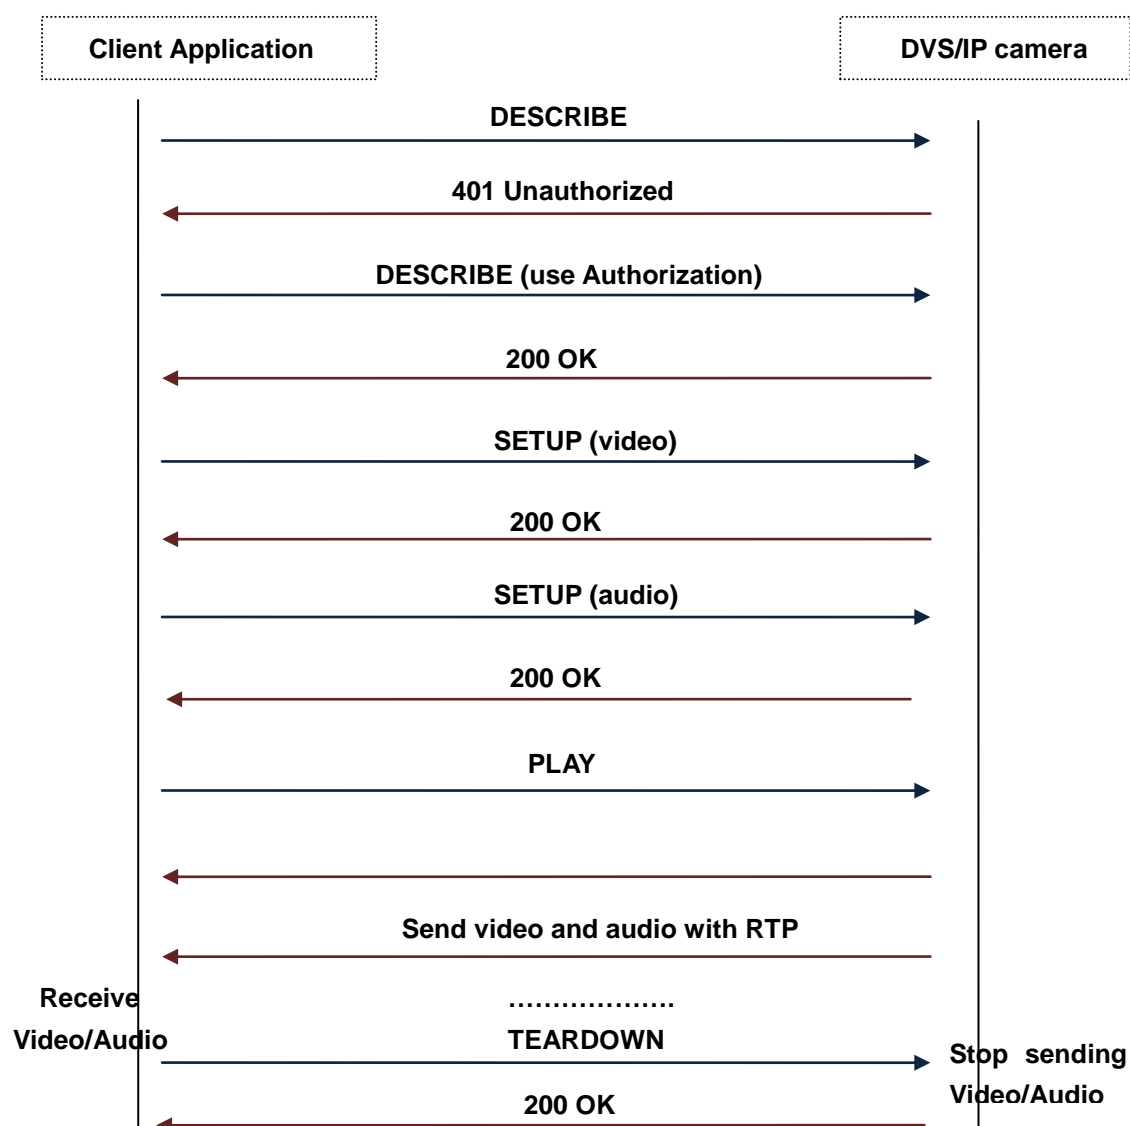 Client Application
DVS/IP camera
DESCRIBE
401 Unauthorized
DESCRIBE (use Authorization)
200 OK
SETUP (video)
200 OK
SETUP (audio)
200 OK
PLAY
Send video and audio with RTP
Receive
Video/Audio
...................
TEARDOWN
Stop sending
Video/Audio
200 OK